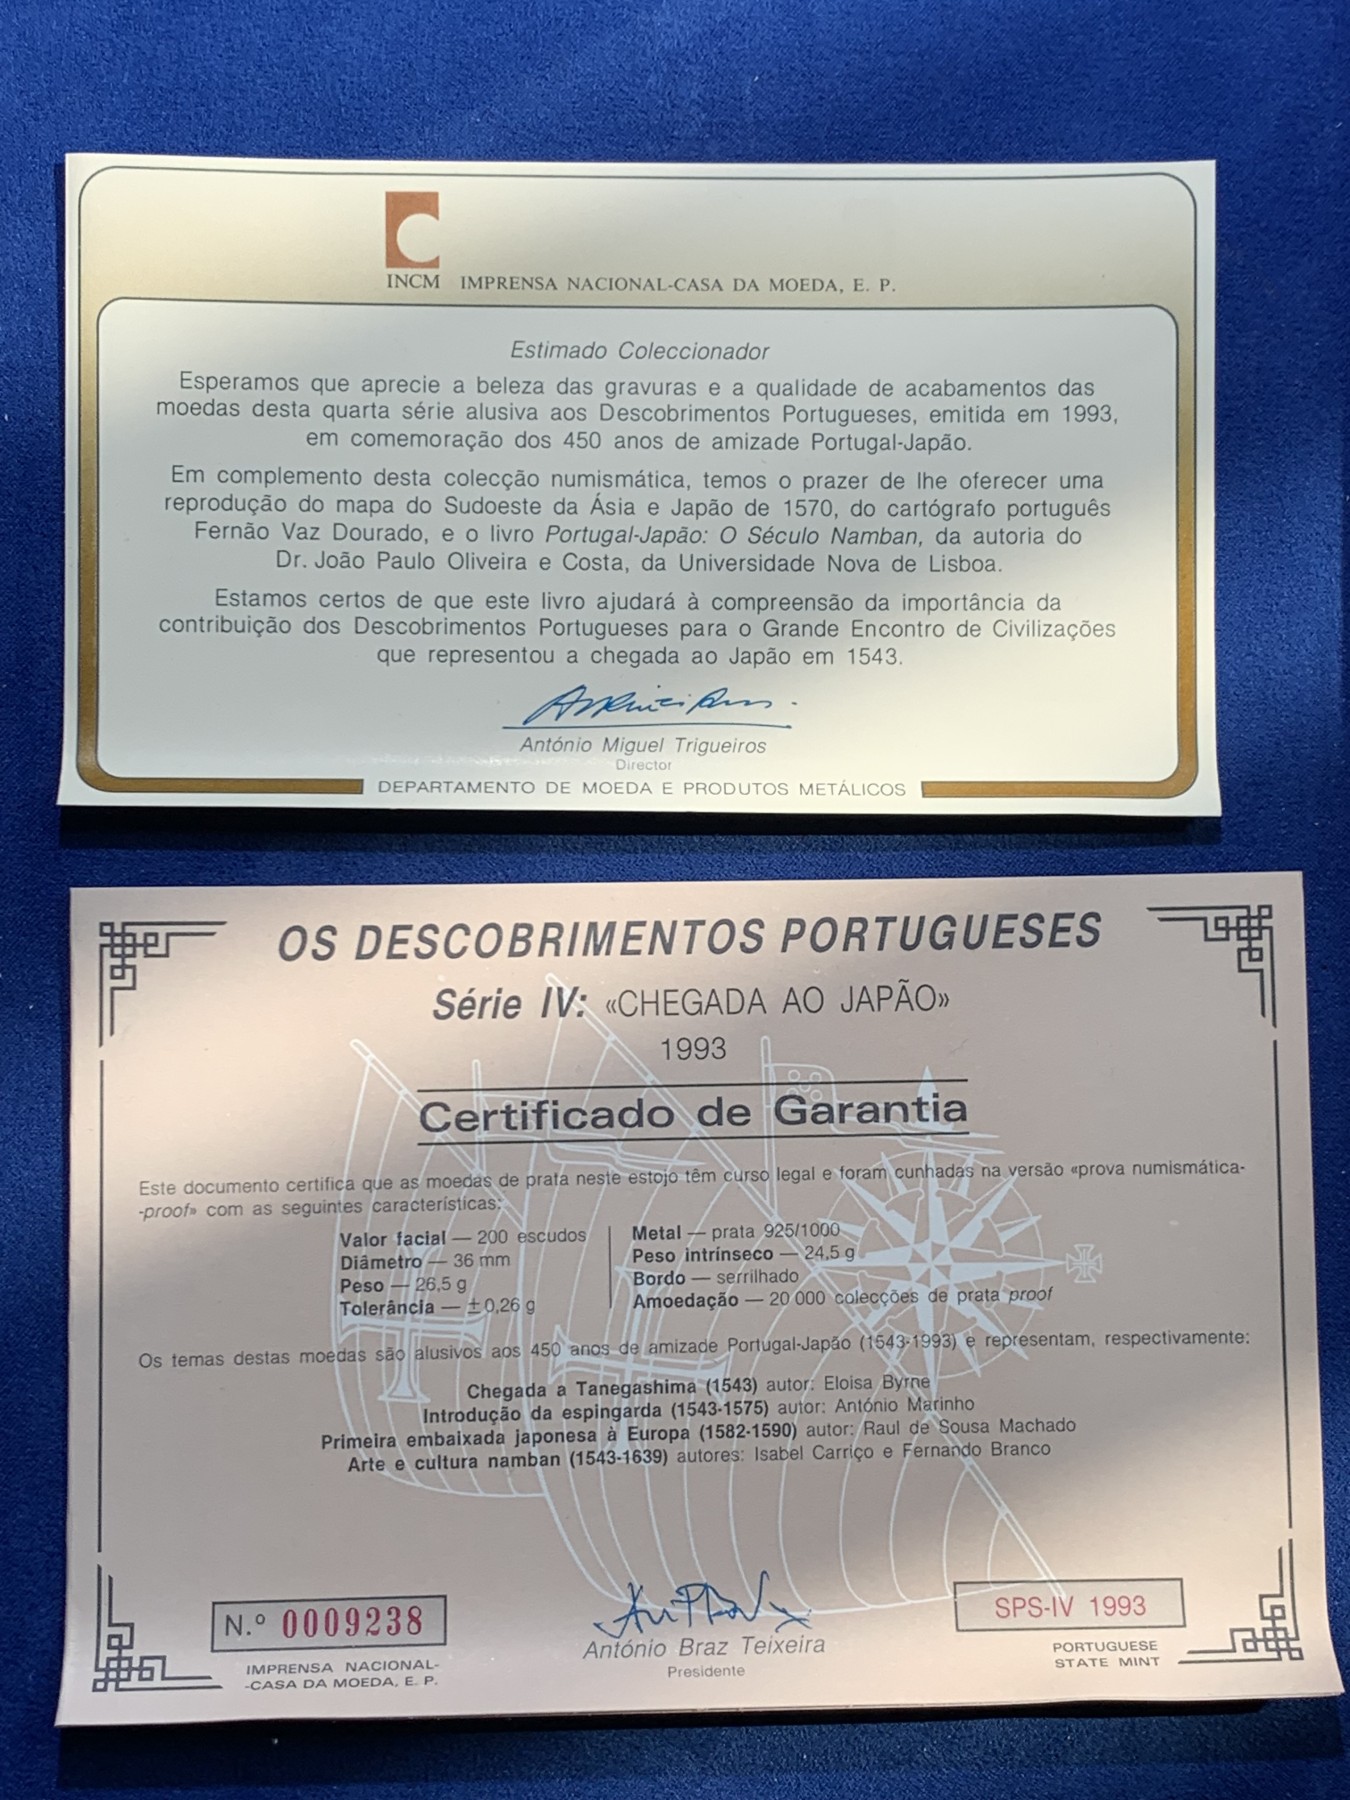 INCM IMPRENSA NACIONAL-CASA DA MOEDA, E. P.
Estimado Coleccionador
Esperamos que aprecie a beleza das gravuras e a qualidade de acabamentos das
moedas desta quarta série alusiva aos Descobrimentos Portugueses, emitida em 1993,
em comemoração dos 450 anos de amizade Portugal-Japão.
Em complemento desta colecção numismática, temos o prazer de lhe oferecer uma
reprodução do mapa do Sudoeste da Ásia e Japão de 1570, do cartógrafo português
Fernão Vaz Dourado, e o livro Portugal-Japão: O Século Namban, da autoria do
Dr. João Paulo Oliveira e Costa, da Universidade Nova de Lisboa.
Estamos certos de que este livro ajudará à compreensão da importância da
contribuição dos Descobrimentos Portugueses para o Grande Encontro de Civilizações
que representou a chegada ao Japão em 1543.
António Miguel Trigueiros
Director
DEPARTAMENTO DE MOEDA E PRODUTOS METÁLICOS
OS DESCOBRIMENTOS PORTUGUESES
Série IV: «CHEGADA AO JAPÃO»
1993
Certificado de Garantia
Este documento certifica que as moedas de prata neste estojo têm curso legal e foram cunhadas na versão «prova numismática-
-proof» com as seguintes características:
Valor facial — 200 escudos
Diâmetro — 36 mm
Peso — 26,5 g
Tolerância — ±0,26 g
Metal — prata 925/1000
Peso intrínseco — 24,5 g
Bordo — serrilhado
Amoedação — 20 000 colecções de prata proof
Os temas destas moedas são alusivos aos 450 anos de amizade Portugal-Japão (1543-1993) e representam, respectivamente:
Chegada a Tanegashima (1543) autor: Eloisa Byrne
Introdução da espingarda (1543-1575) autor: António Marinho
Primeira embaixada japonesa à Europa (1582-1590) autor: Raul de Sousa Machado
Arte e cultura namban (1543-1639) autores: Isabel Carriço e Fernando Branco
N.º 0009238
IMPRENSA NACIONAL-
-CASA DA MOEDA, E. P.
António Braz Teixeira
Presidente
SPS-IV 1993
PORTUGUESE
STATE MINT